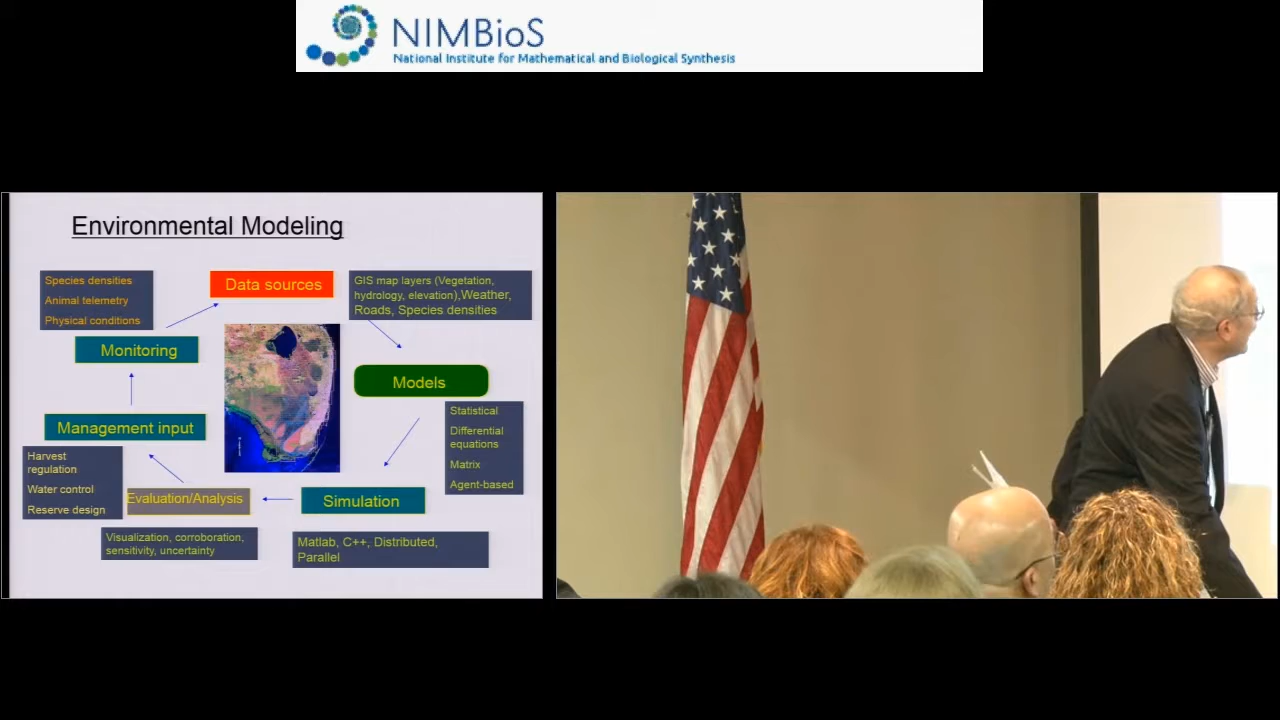 NIMBioS
National Institute for Mathematical and Biological Synthesis
Environmental Modeling
Species densities
Animal telemetry
Physical conditions
Data sources
GIS map layers (Vegetation,
hydrology, elevation),Weather,
Roads, Species densities
Monitoring
Models
Statistical
Differential
equations
Matrix
Agent-based
Management input
Harvest
regulation
Water control
Reserve design
Evaluation/Analysis
Simulation
Visualization, corroboration,
sensitivity, uncertainty
Matlab, C++, Distributed,
Parallel